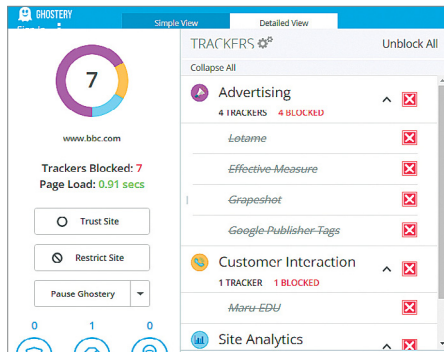 GHOSTERY
Simple View
Detailed View
7
www.bbc.com
Trackers Blocked: 7
Page Load: 0.91 secs
Trust Site
Restrict Site
Pause Ghostery
0 1 0
TRACKERS
Unblock All
Collapse All
Advertising
4 TRACKERS 4 BLOCKED
Lotame
Effective Measure
Grapeshot
Google Publisher Tags
Customer Interaction
1 TRACKER 1 BLOCKED
Maru EDU
Site Analytics